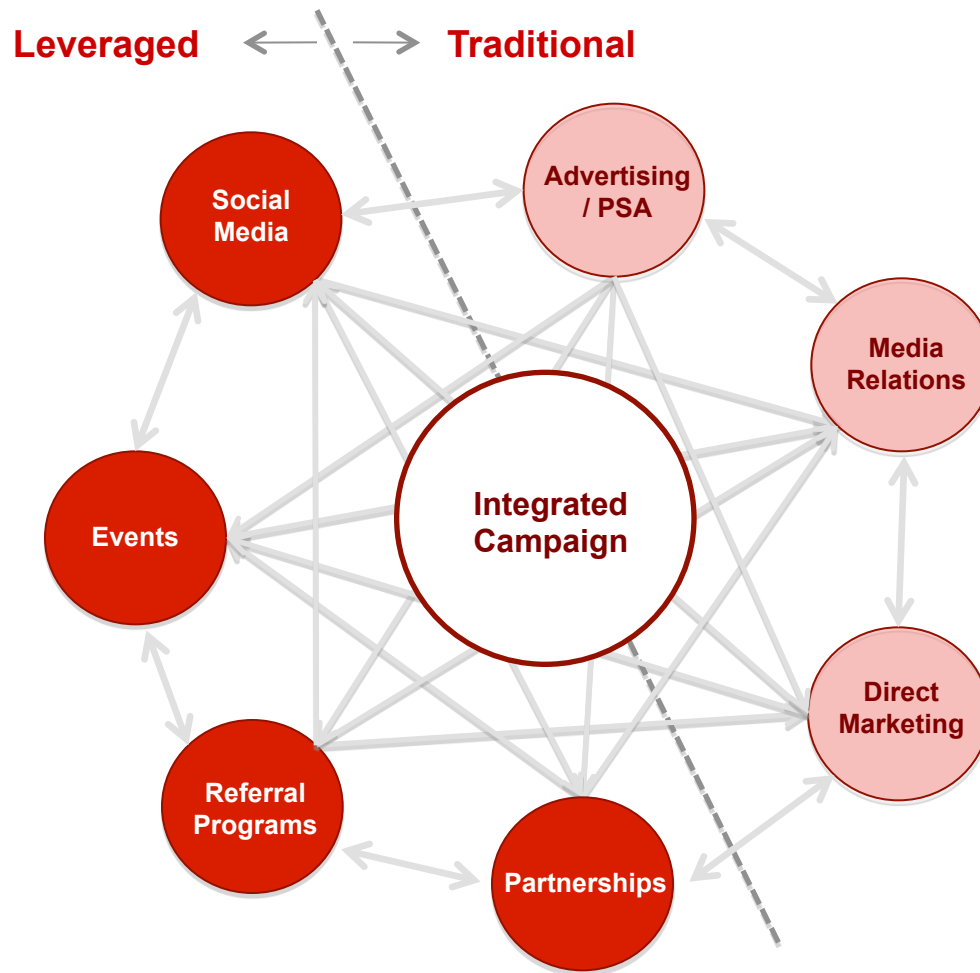 Leveraged
Traditional
Social
Media
Advertising
/ PSA
Media
Relations
Integrated
Campaign
Events
Direct
Marketing
Referral
Programs
Partnerships